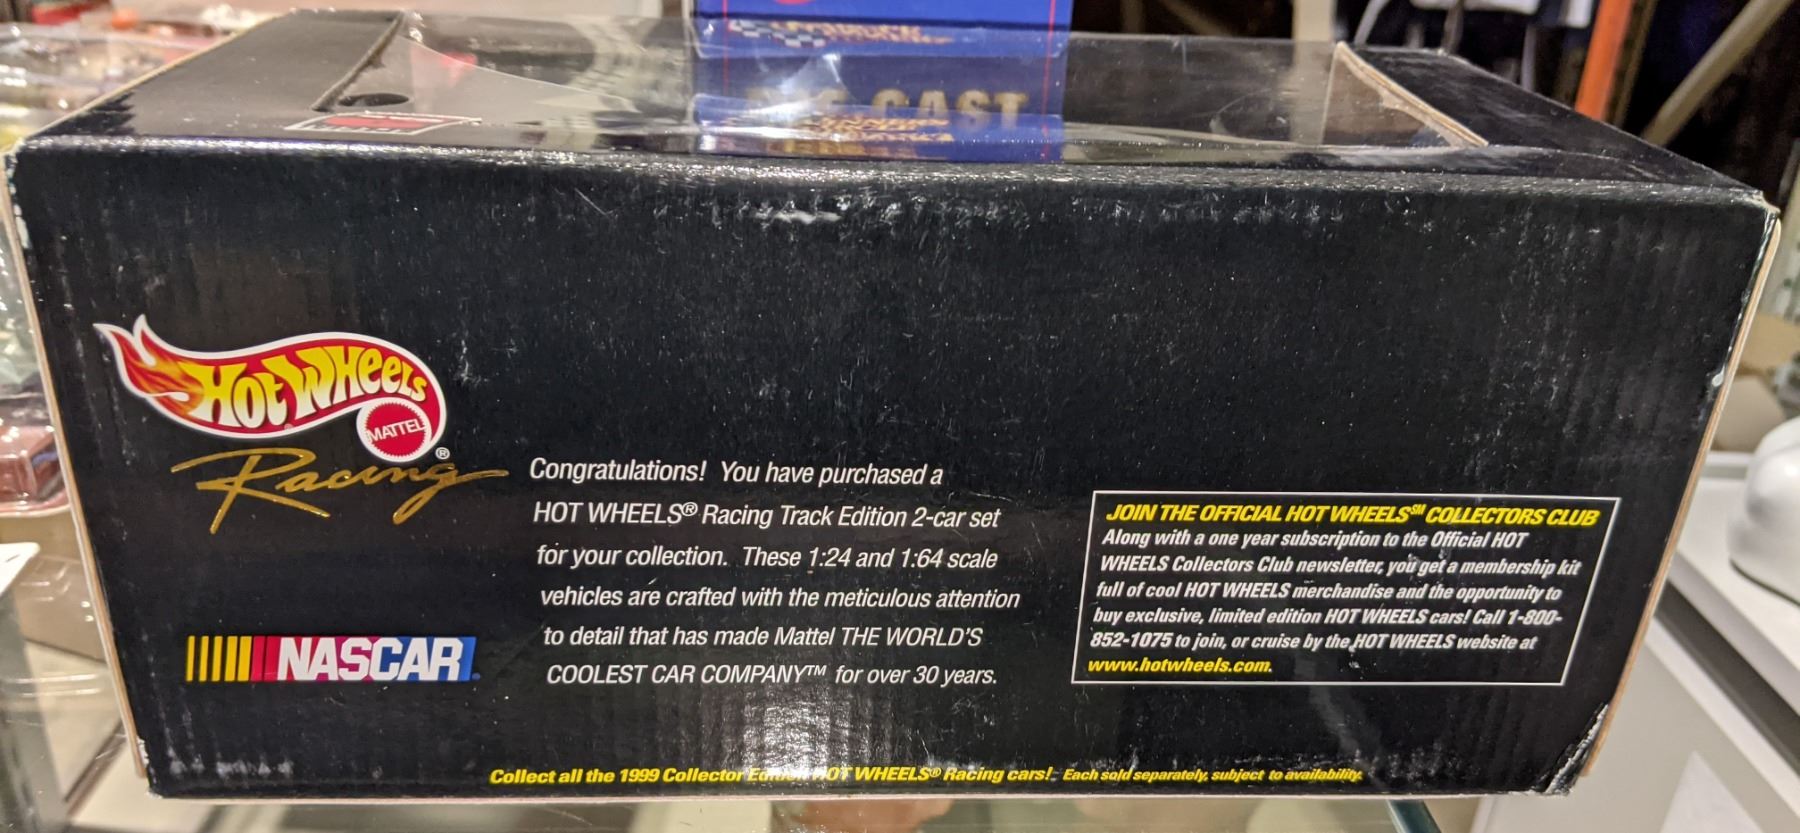 CAST
HOT WHEELS
MATTEL
Racing®
NASCAR
Congratulations! You have purchased a
HOT WHEELS® Racing Track Edition 2-car set
for your collection. These 1:24 and 1:64 scale
vehicles are crafted with the meticulous attention
to detail that has made Mattel THE WORLD'S
COOLEST CAR COMPANY™ for over 30 years.
JOIN THE OFFICIAL HOT WHEELS℠ COLLECTORS CLUB
Along with a one year subscription to the Official HOT
WHEELS Collectors Club newsletter, you get a membership kit
full of cool HOT WHEELS merchandise and the opportunity to
buy exclusive, limited edition HOT WHEELS cars! Call 1-800-
852-1075 to join, or cruise by the HOT WHEELS website at
www.hotwheels.com.
Collect all the 1999 Collector Edition HOT WHEELS® Racing cars! Each sold separately, subject to availability.